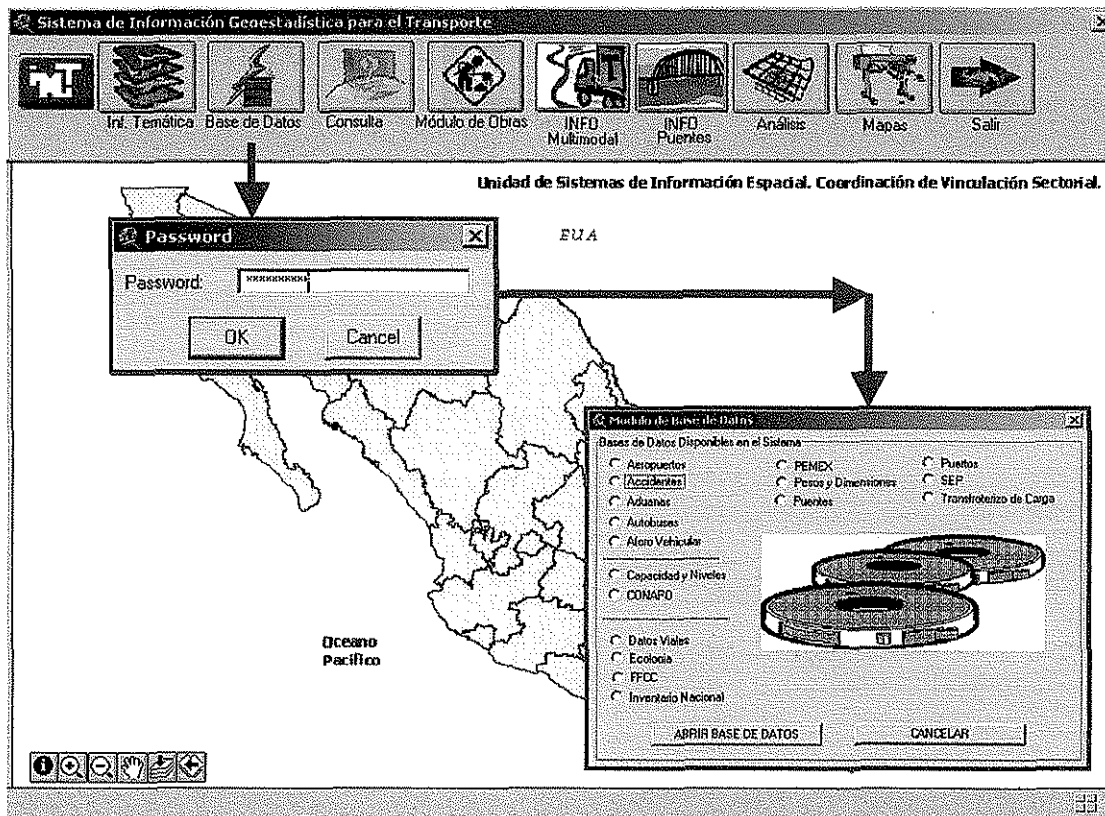 Sistema de Información Geoestadística para el Transporte
Inf. Temática
Base de Datos
Consulta
Módulo de Obras
INFO Multimodal
INFO Puentes
Análisis
Mapas
Salir
Unidad de Sistemas de Información Espacial. Coordinación de Vinculación Sectorial.
EUA
Password
Password:
**********
OK
Cancel
Modulo de Base de Datos
Bases de Datos Disponibles en el Sistema
Aeropuertos
Accidentes
Aduanas
Autobuses
Aforo Vehicular
Capacidad y Niveles
CONAPO
Datos Viales
Ecologia
FFCC
Inventario Nacional
PEMEX
Pesos y Dimensiones
Puentes
Puertos
SEP
Transfroterizo de Carga
ABRIR BASE DE DATOS
CANCELAR
Oceano
Pacífico